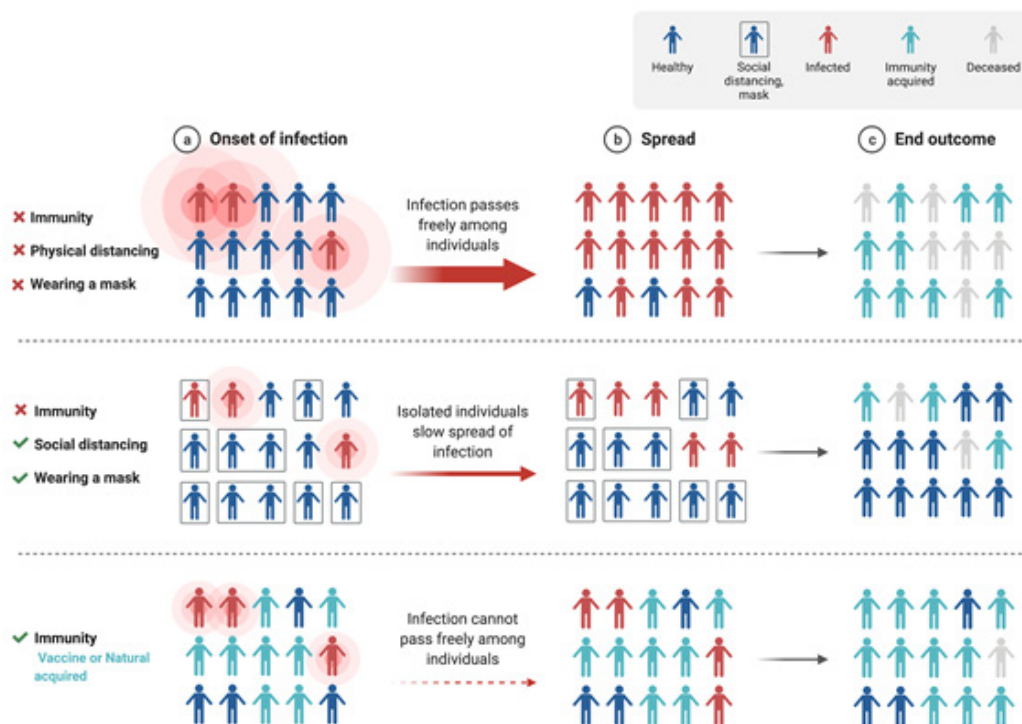 Healthy
Social
distancing,
mask
Infected
Immunity
acquired
Deceased
a Onset of infection
b Spread
c End outcome
Immunity
Physical distancing
Wearing a mask
Infection passes
freely among
individuals
Immunity
Social distancing
Wearing a mask
Isolated individuals
slow spread of
infection
Immunity
Vaccine or Natural
acquired
Infection cannot
pass freely among
individuals